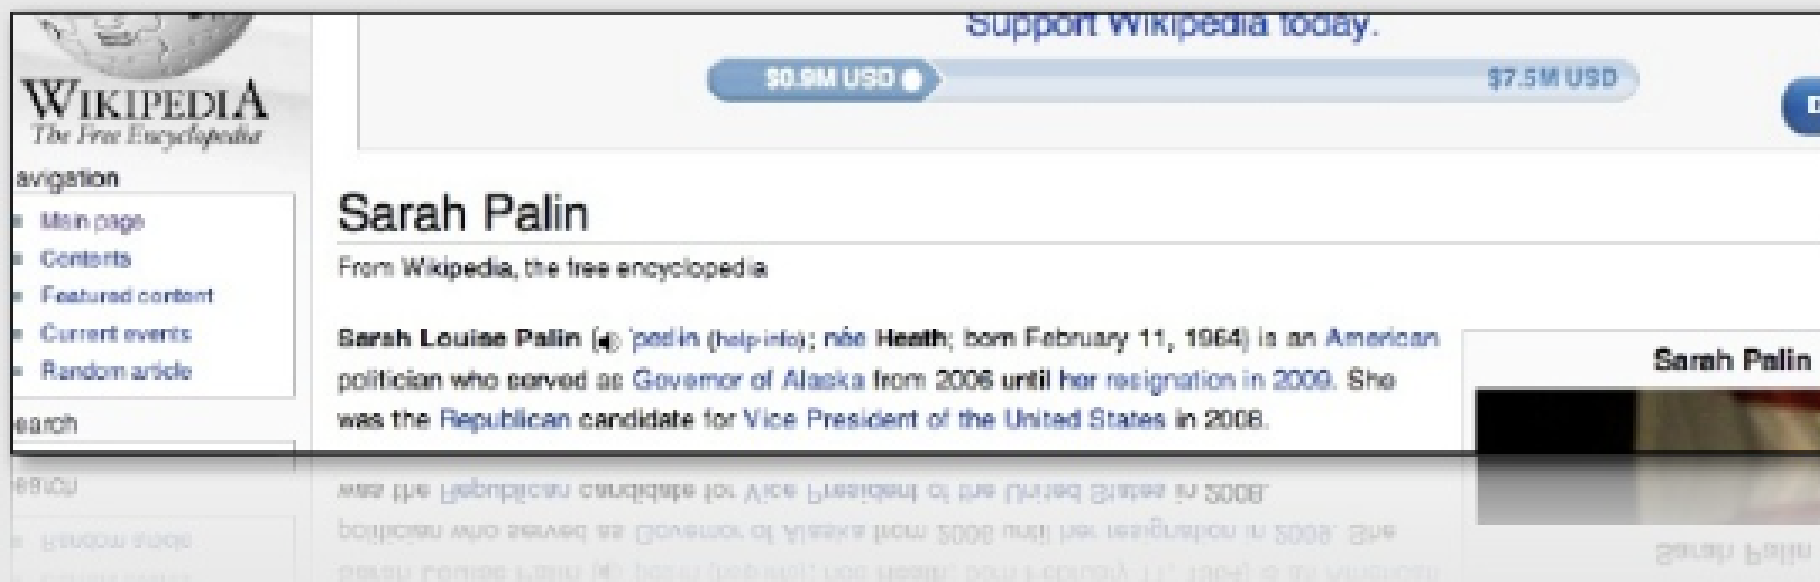 Support Wikipedia today.
$0.9M USD
$7.5M USD
WIKIPEDIA
The Free Encyclopedia
avigation
Main page
Contents
Featured content
Current events
Random article
earch
Sarah Palin
From Wikipedia, the free encyclopedia
Sarah Louise Palin ( (help·info); née Heath; born February 11, 1964) is an American
politician who served as Governor of Alaska from 2006 until her resignation in 2009. She
was the Republican candidate for Vice President of the United States in 2008.
Sarah Palin